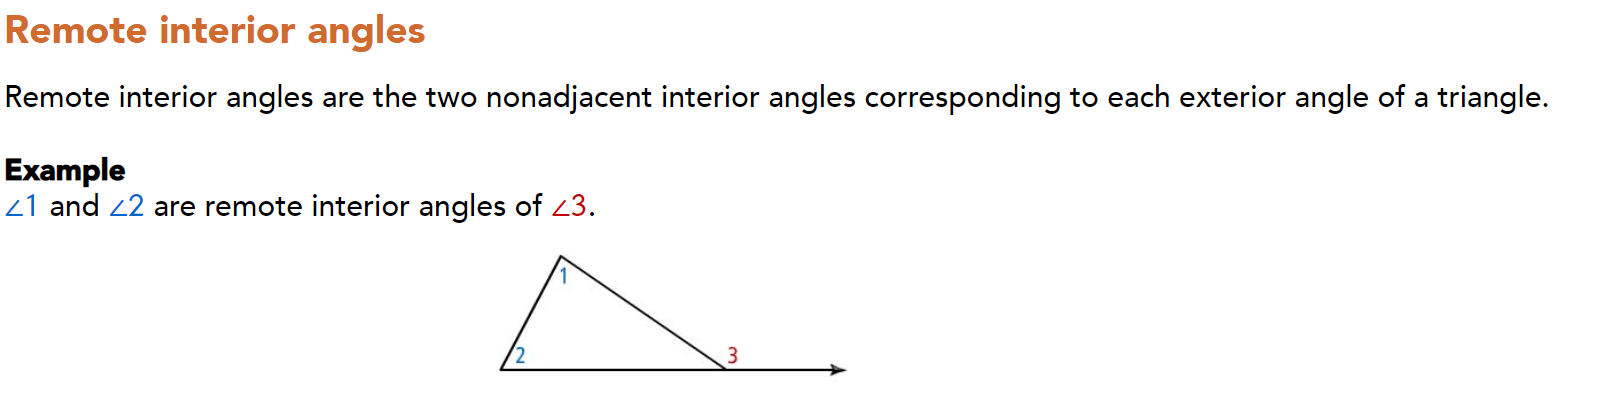 Remote interior angles
Remote interior angles are the two nonadjacent interior angles corresponding to each exterior angle of a triangle.
Example
∠1 and ∠2 are remote interior angles of ∠3.
1
2
3